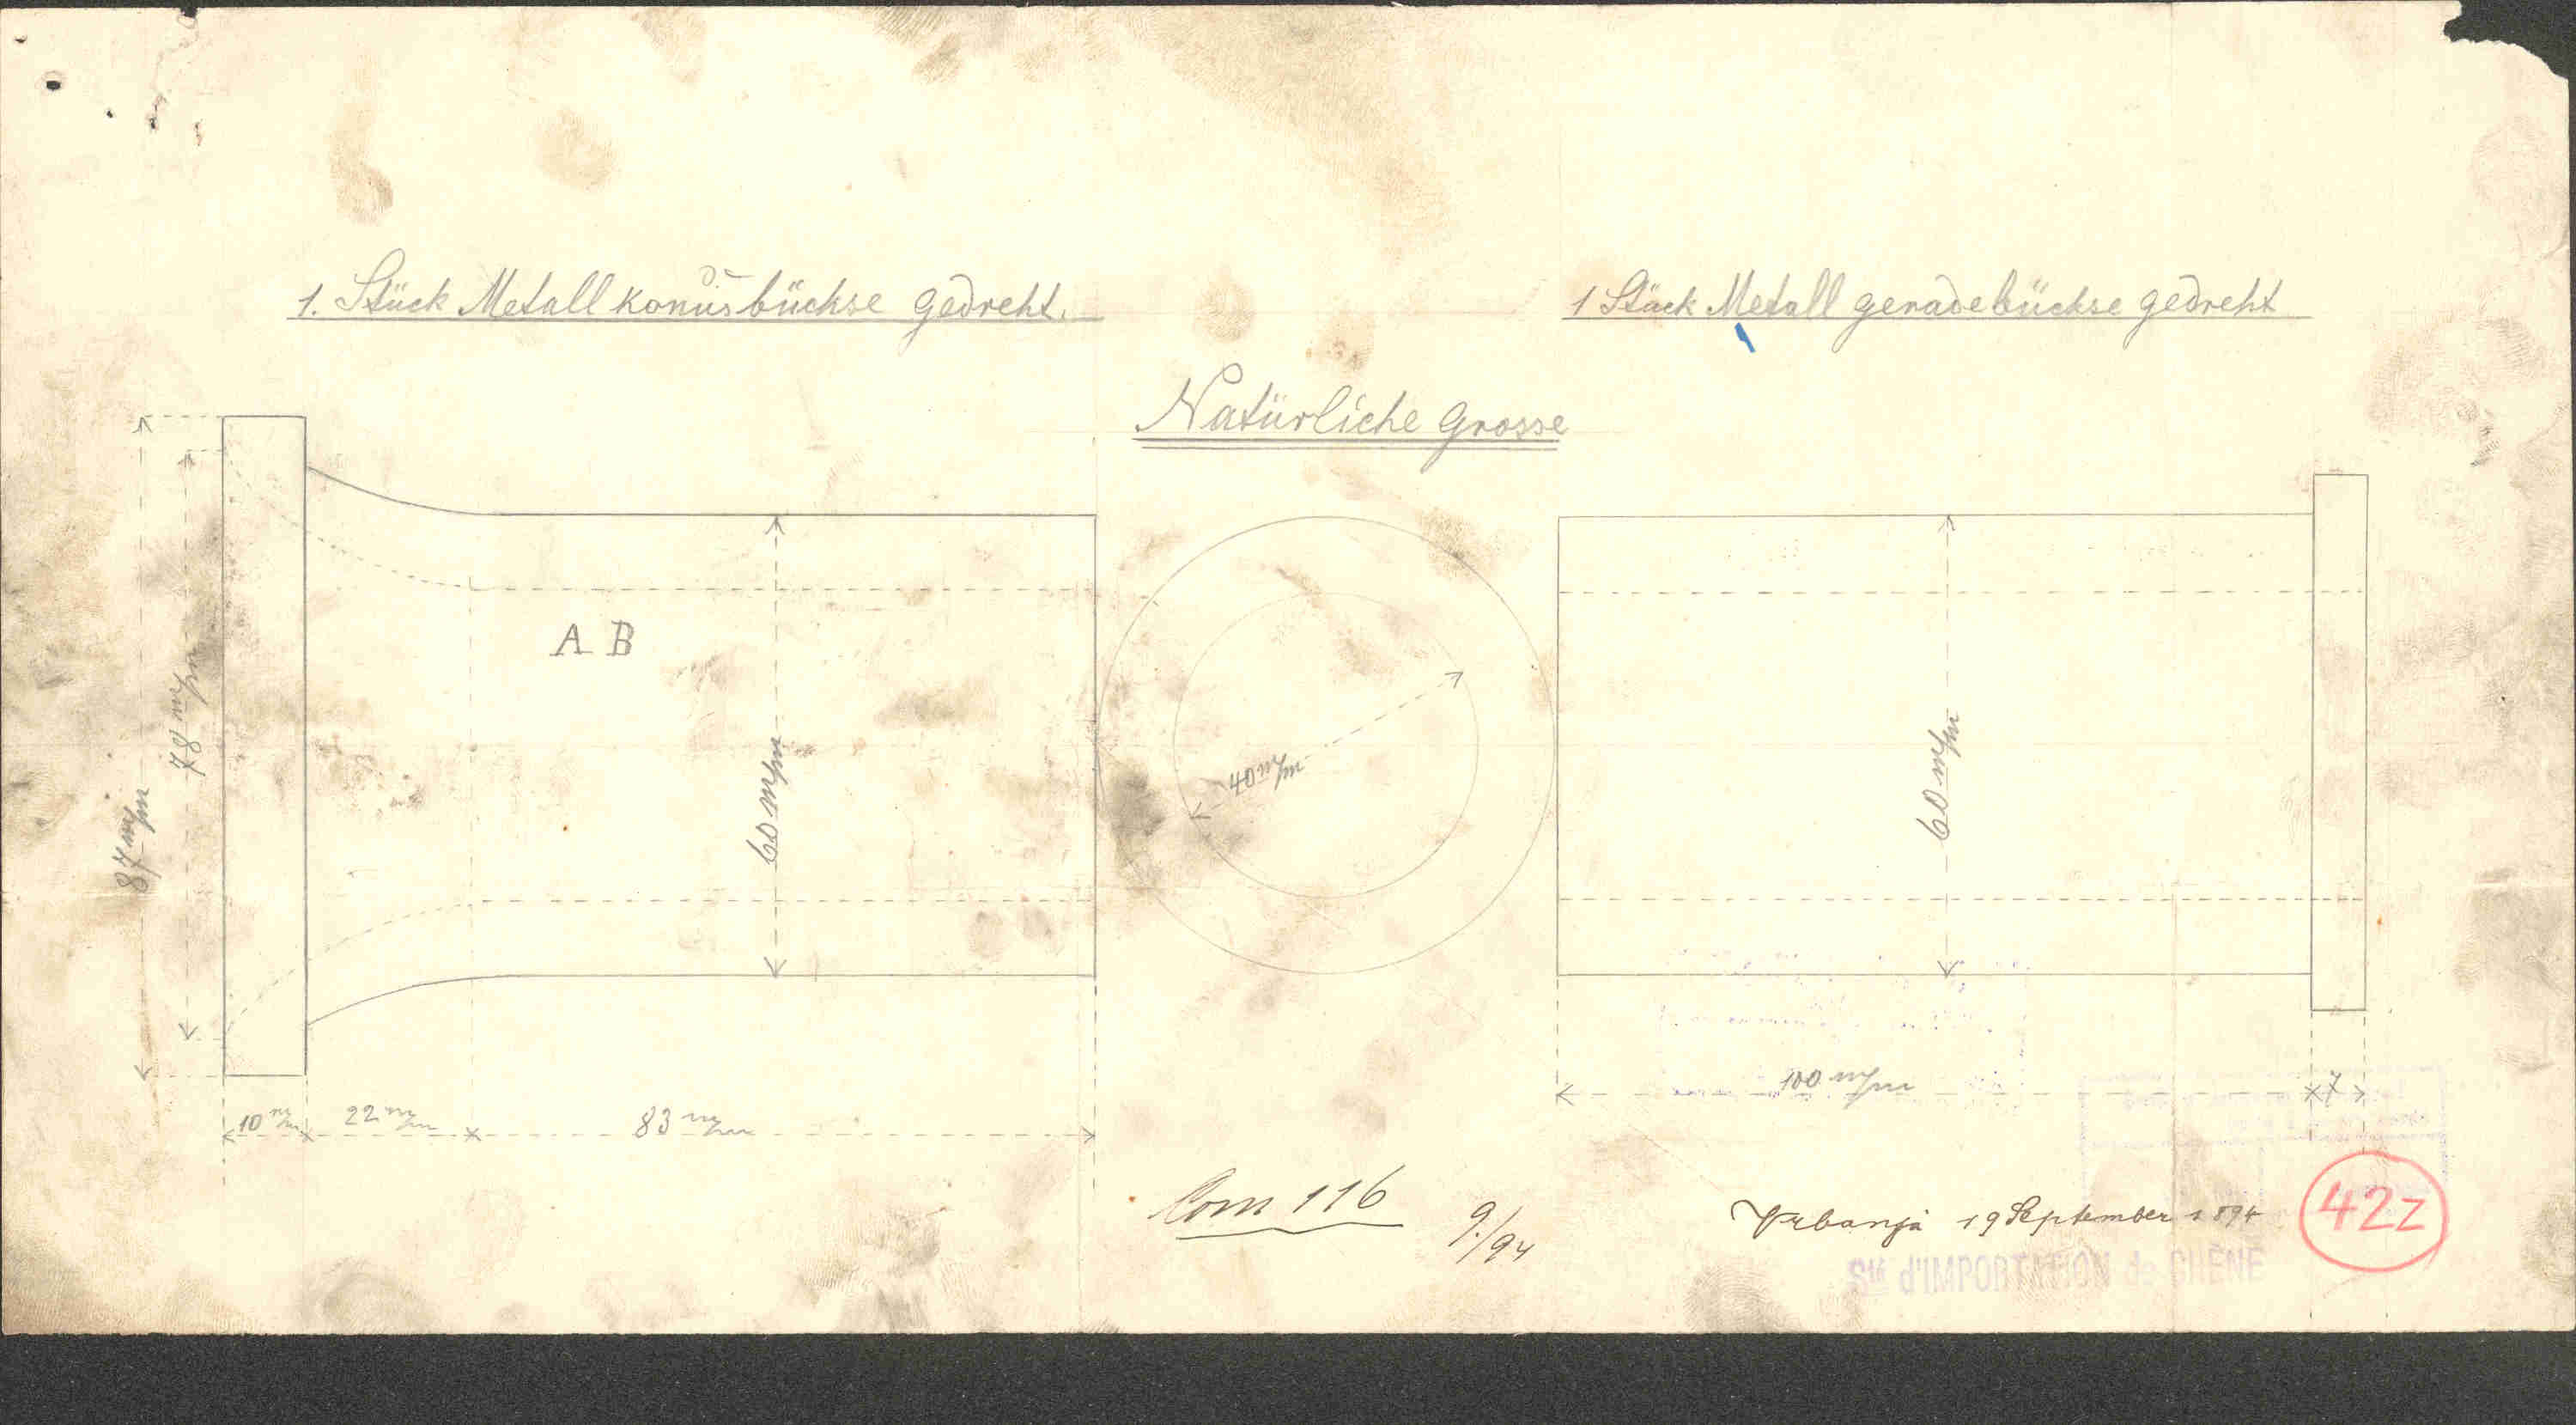 1. Stück Metall konusbüchse gedreht.
1 Stück Metall geradebüchse gedreht
Natürliche Grosse
A B
87 m/m
78 m/m
60 m/m
40 m/m
60 m/m
10 m/m 22 m/m 83 m/m
100 m/m 7
Com 116
9./94
Vrbanja 19 September 1894
42z
Sté d'IMPORTATION de CHÊNE